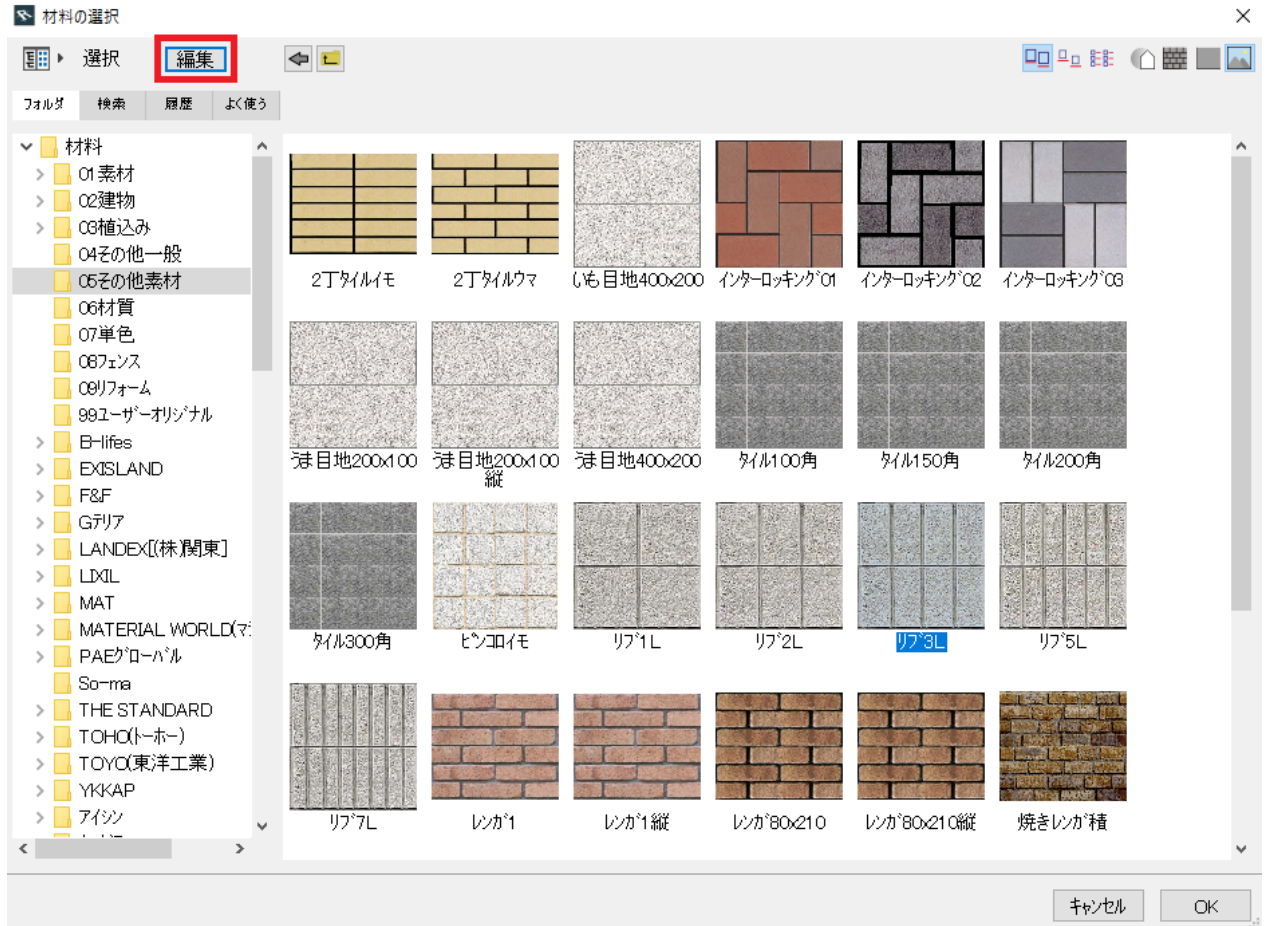 材料の選択
選択
編集
フォルダ 検索 履歴 よく使う
材料
01素材
02建物
03植込み
04その他一般
05その他素材
06材質
07単色
08フェンス
09リフォーム
99ユーザーオリジナル
B-lifes
EXISLAND
F&F
Gテリア
LANDEX[(株)関東]
LIXIL
MAT
MATERIAL WORLD(マ
PAEグローバル
So-ma
THE STANDARD
TOHO(トーホー)
TOYO(東洋工業)
YKKAP
アイシン
2丁タイルイモ 2丁タイルウマ いも目地400x200 インターロッキング01 インターロッキング02 インターロッキング03
うま目地200x100 うま目地200x100縦 うま目地400x200 タイル100角 タイル150角 タイル200角
タイル300角 ピンコロイモ リブ1L リブ2L リブ3L リブ5L
リブ7L レンガ1 レンガ1縦 レンガ80x210 レンガ80x210縦 焼きレンガ積
キャンセル OK